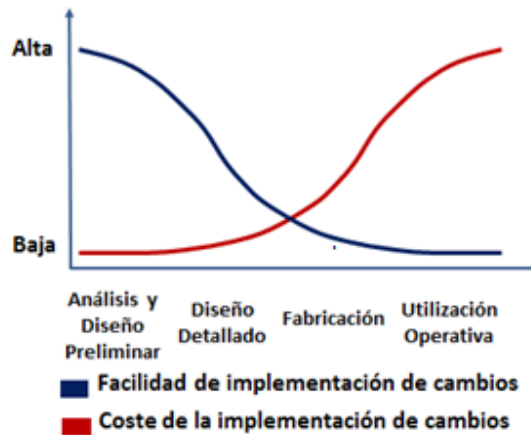 Alta
Baja
Análisis y
Diseño
Preliminar
Diseño
Detallado
Fabricación
Utilización
Operativa
Facilidad de implementación de cambios
Coste de la implementación de cambios